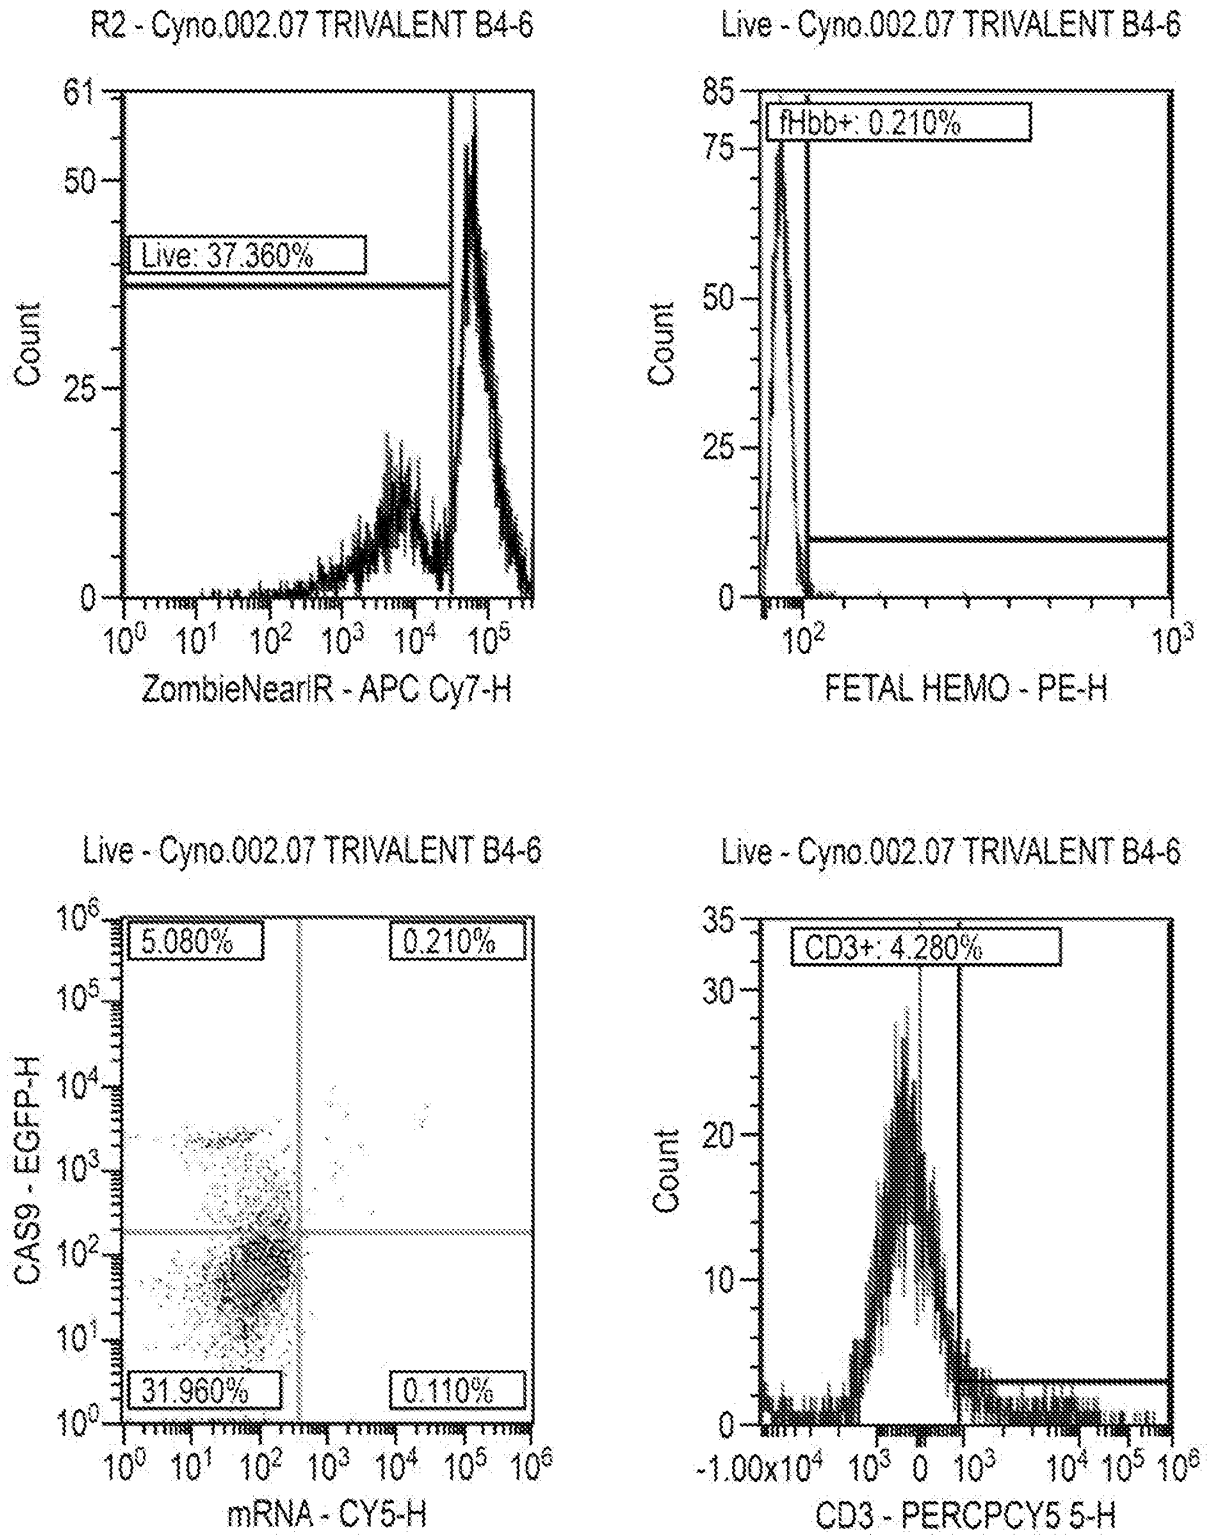 R2 - Cyno.002.07 TRIVALENT B4-6
61
50
25
0
Count
Live: 37.360%
10^0 10^1 10^2 10^3 10^4 10^5
ZombieNearIR - APC Cy7-H
Live - Cyno.002.07 TRIVALENT B4-6
85
75
50
25
0
Count
fHbb+: 0.210%
10^2 10^3
FETAL HEMO - PE-H
Live - Cyno.002.07 TRIVALENT B4-6
10^6
10^5
10^4
10^3
10^2
10^1
10^0
CAS9 - EGFP-H
5.080% 0.210%
31.960% 0.110%
10^0 10^1 10^2 10^3 10^4 10^5 10^6
mRNA - CY5-H
Live - Cyno.002.07 TRIVALENT B4-6
35
30
20
10
0
Count
CD3+: 4.280%
-1.00x10^4 10^3 0 10^3 10^4 10^5 10^6
CD3 - PERCPCY5 5-H